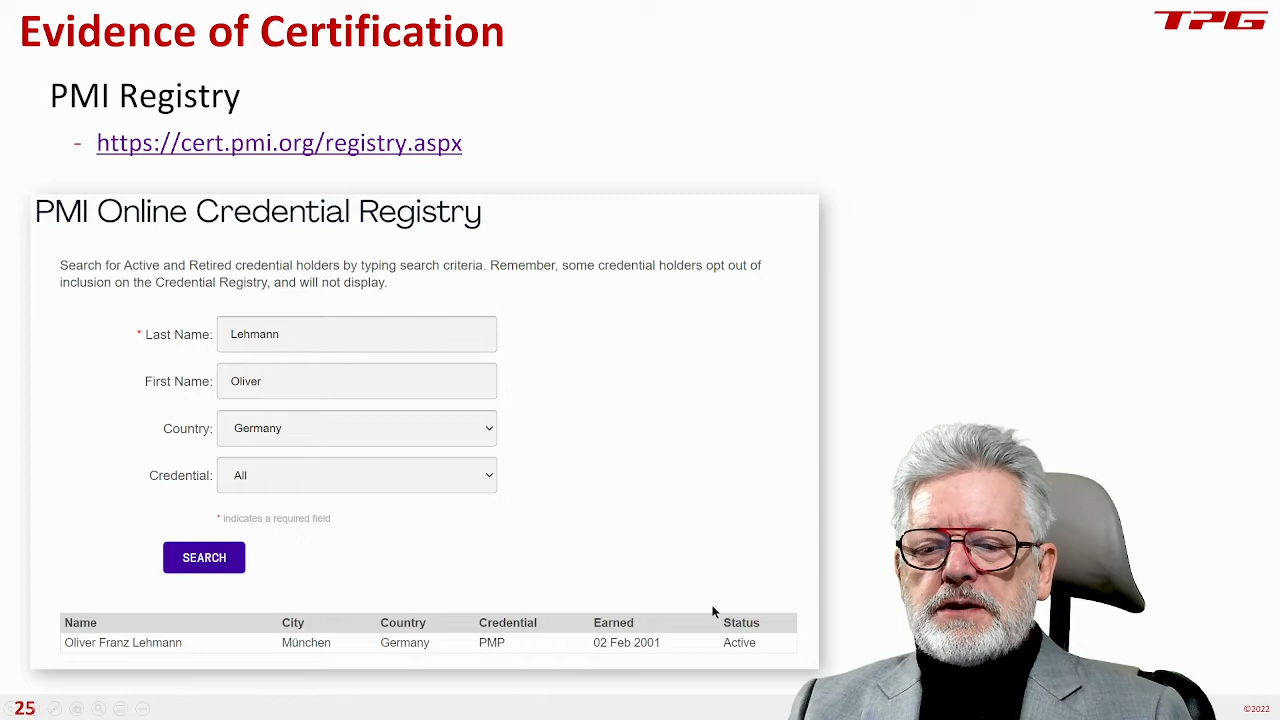 Evidence of Certification
TPG
PMI Registry
- https://cert.pmi.org/registry.aspx
PMI Online Credential Registry
Search for Active and Retired credential holders by typing search criteria. Remember, some credential holders opt out of
inclusion on the Credential Registry, and will not display.
* Last Name: Lehmann
First Name: Oliver
Country: Germany
Credential: All
* indicates a required field
SEARCH
Name City Country Credential Earned Status
Oliver Franz Lehmann München Germany PMP 02 Feb 2001 Active
25
©2022